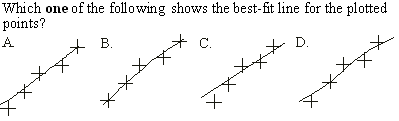 Which one of the following shows the best-fit line for the plotted
points?
A. B. C. D.